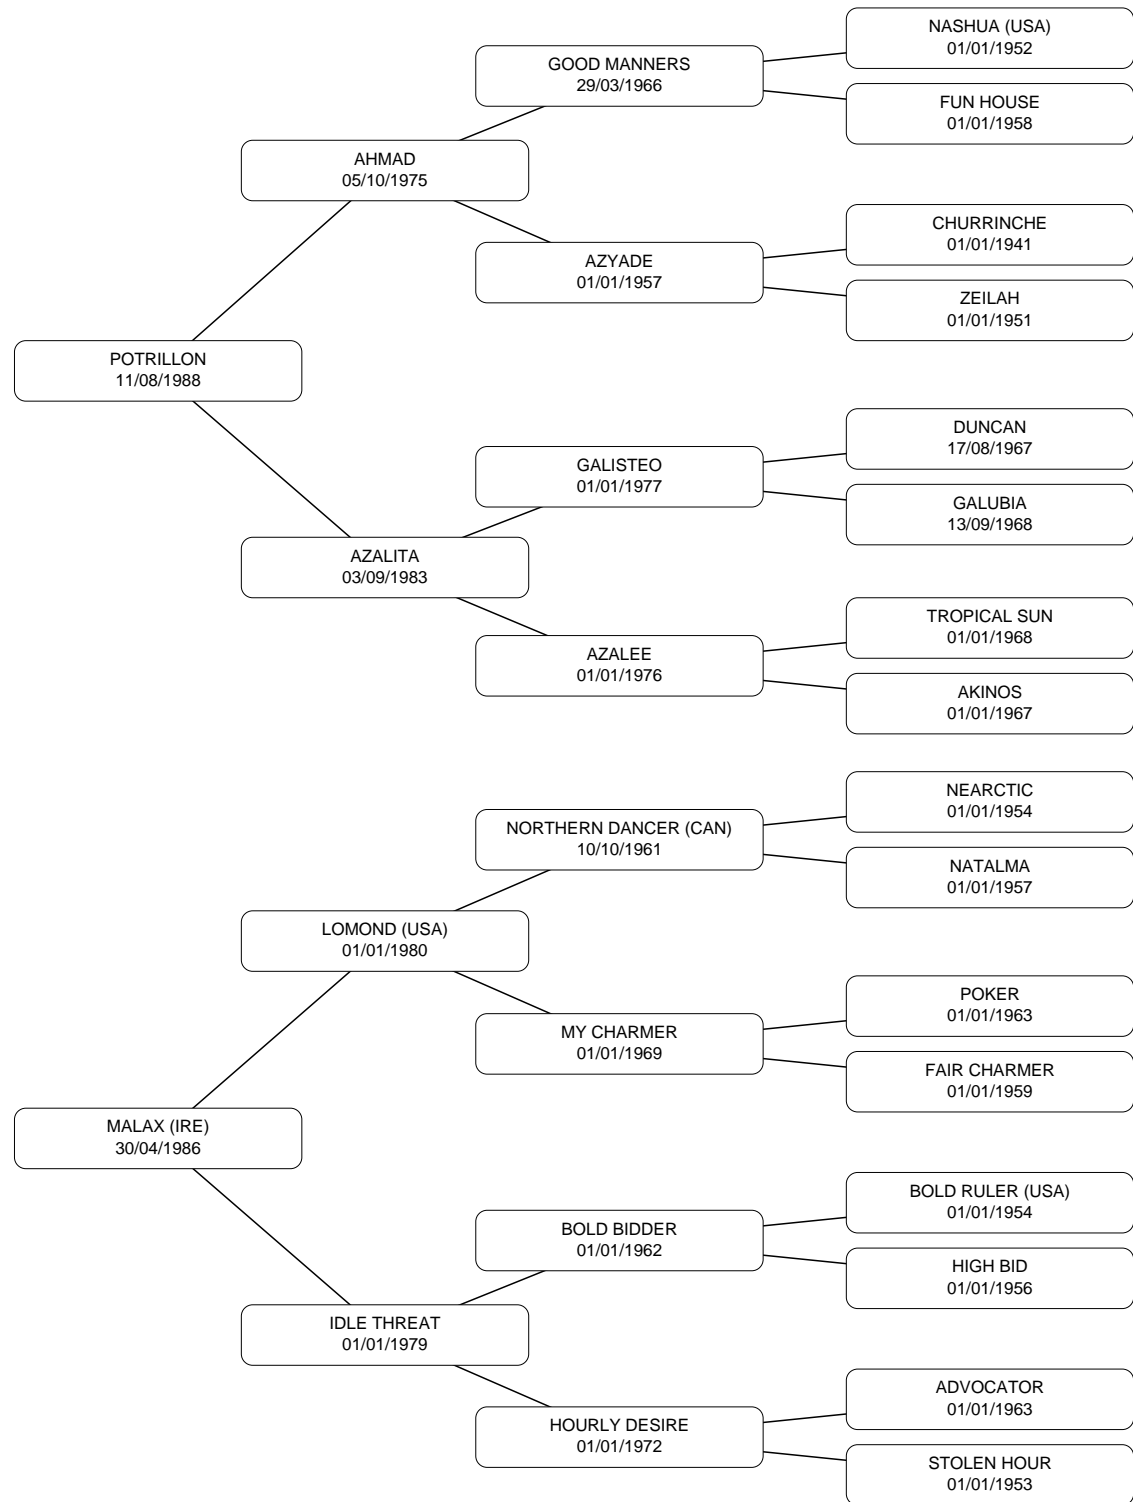 NASHUA (USA)
01/01/1952
GOOD MANNERS
29/03/1966
FUN HOUSE
01/01/1958
AHMAD
05/10/1975
CHURRINCHE
01/01/1941
AZYADE
01/01/1957
ZEILAH
01/01/1951
POTRILLON
11/08/1988
DUNCAN
17/08/1967
GALISTEO
01/01/1977
GALUBIA
13/09/1968
AZALITA
03/09/1983
TROPICAL SUN
01/01/1968
AZALEE
01/01/1976
AKINOS
01/01/1967
NEARCTIC
01/01/1954
NORTHERN DANCER (CAN)
10/10/1961
NATALMA
01/01/1957
LOMOND (USA)
01/01/1980
POKER
01/01/1963
MY CHARMER
01/01/1969
FAIR CHARMER
01/01/1959
MALAX (IRE)
30/04/1986
BOLD RULER (USA)
01/01/1954
BOLD BIDDER
01/01/1962
HIGH BID
01/01/1956
IDLE THREAT
01/01/1979
ADVOCATOR
01/01/1963
HOURLY DESIRE
01/01/1972
STOLEN HOUR
01/01/1953